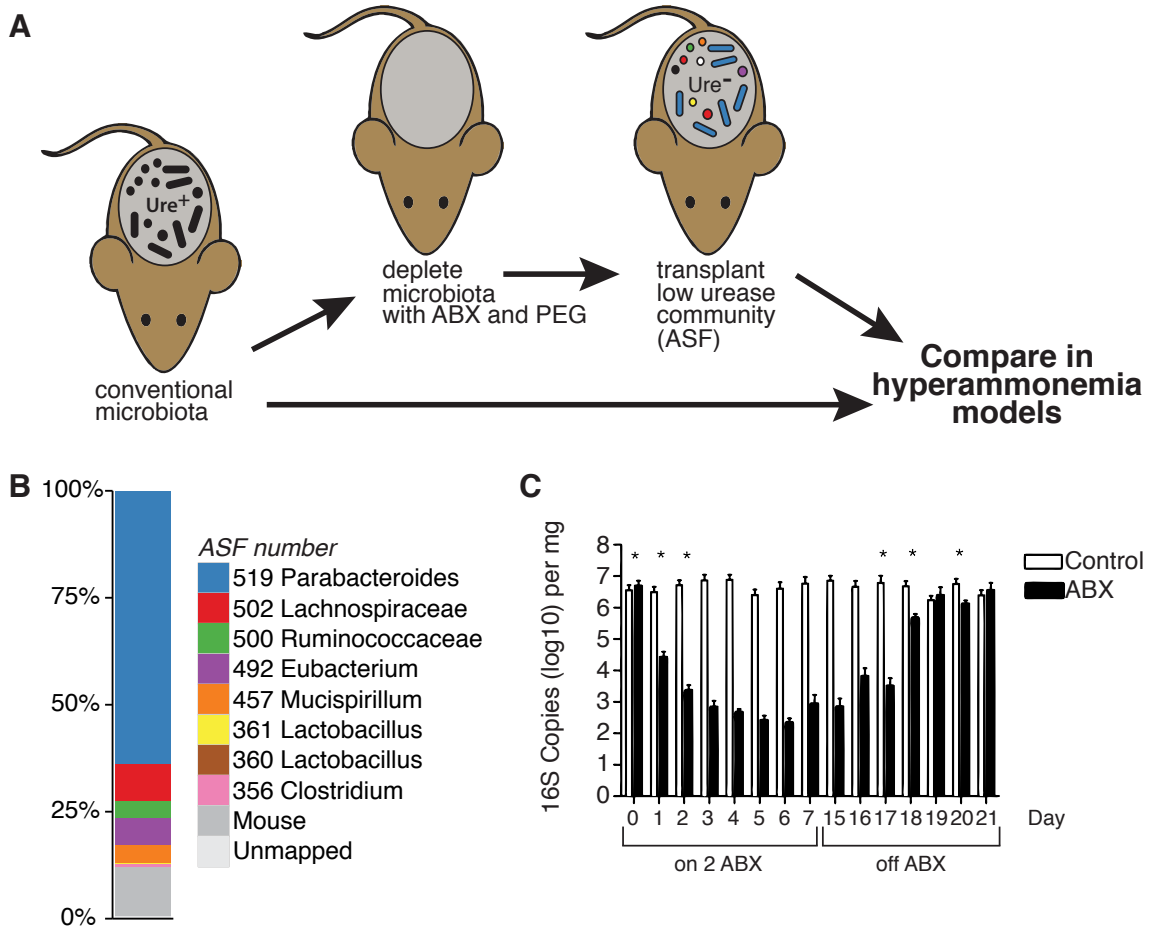 A
Ure+
Ure-
conventional
microbiota
deplete
microbiota
with ABX and PEG
transplant
low urease
community
(ASF)
Compare in
hyperammonemia
models
B
100%
75%
50%
25%
0%
ASF number
519 Parabacteroides
502 Lachnospiraceae
500 Ruminococcaceae
492 Eubacterium
457 Mucispirillum
361 Lactobacillus
360 Lactobacillus
356 Clostridium
Mouse
Unmapped
C
16S Copies (log10) per mg
8
7
6
5
4
3
2
1
0
* * * * * *
0 1 2 3 4 5 6 7 15 16 17 18 19 20 21 Day
on 2 ABX
off ABX
Control
ABX